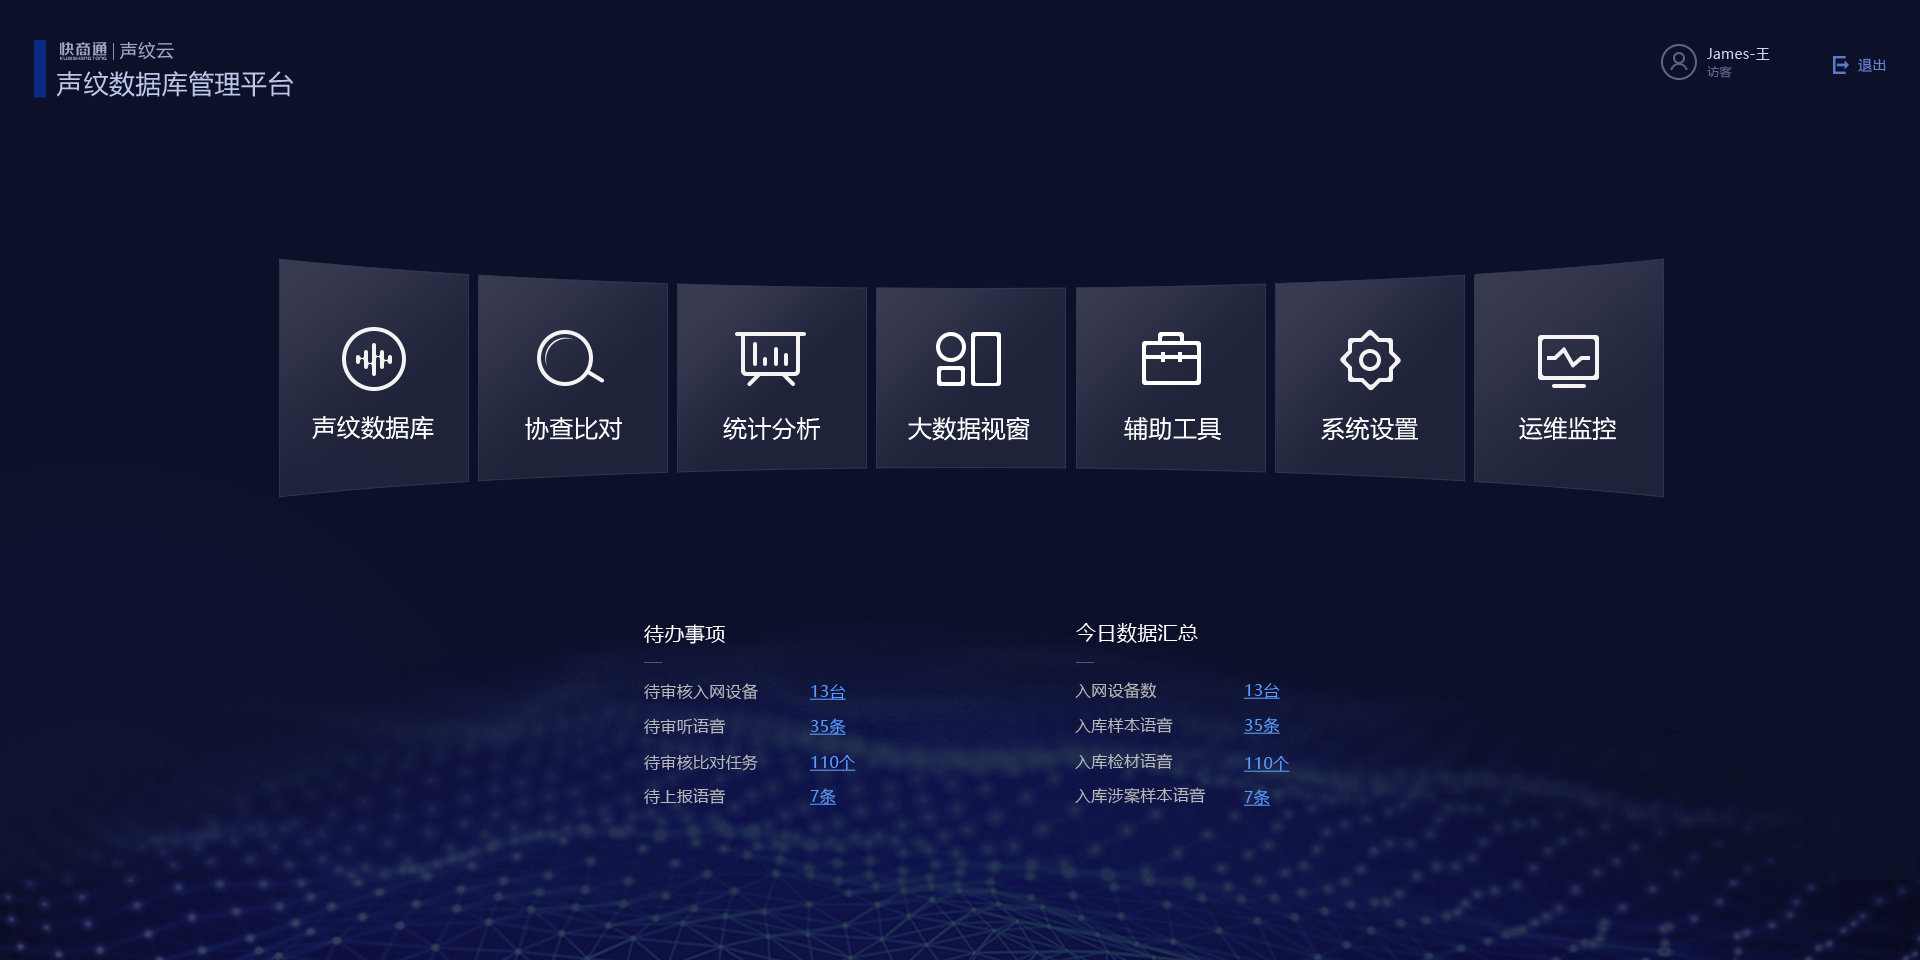 快商通 | 声纹云
KUAISHANGTONG
声纹数据库管理平台
James-王
访客
退出
声纹数据库
协查比对
统计分析
大数据视窗
辅助工具
系统设置
运维监控
待办事项
待审核入网设备 13台
待审听语音 35条
待审核比对任务 110个
待上报语音 7条
今日数据汇总
入网设备数 13台
入库样本语音 35条
入库检材语音 110个
入库涉案样本语音 7条